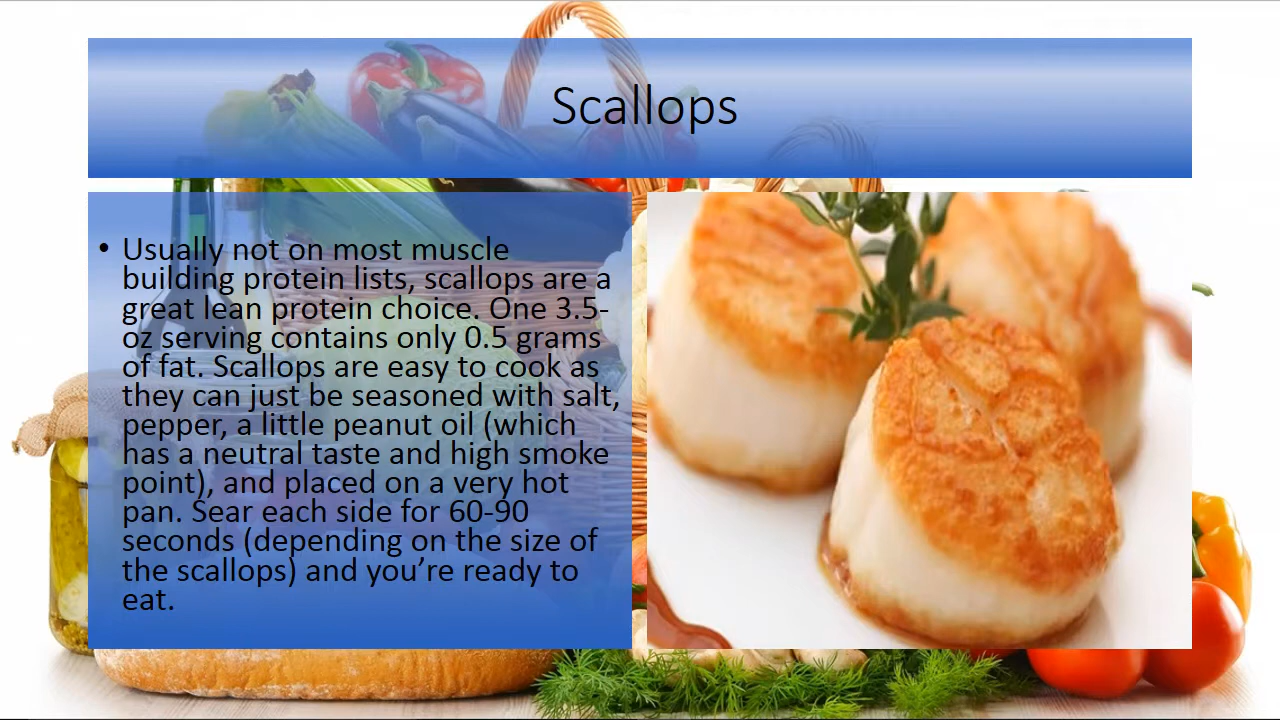 Scallops
• Usually not on most muscle
building protein lists, scallops are a
great lean protein choice. One 3.5-
oz serving contains only 0.5 grams
of fat. Scallops are easy to cook as
they can just be seasoned with salt,
pepper, a little peanut oil (which
has a neutral taste and high smoke
point), and placed on a very hot
pan. Sear each side for 60-90
seconds (depending on the size of
the scallops) and you’re ready to
eat.